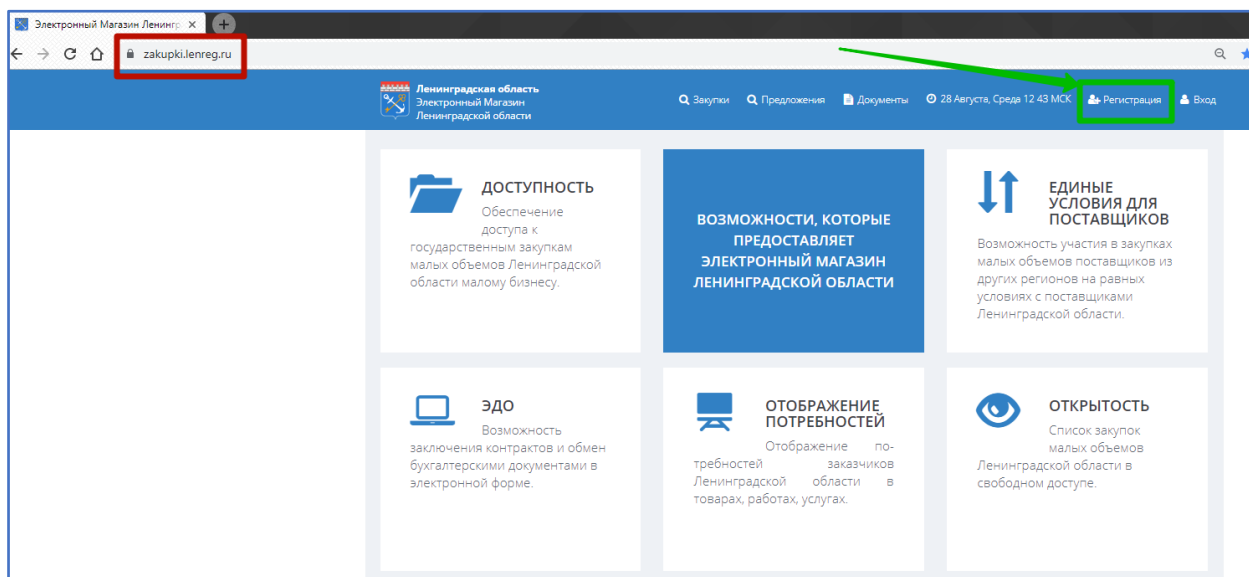 Электронный Магазин Ленингр
zakupki.lenreg.ru
Ленинградская область
Электронный Магазин
Ленинградской области
Закупки Предложения Документы 28 Августа, Среда 12 43 МСК Регистрация Вход
ДОСТУПНОСТЬ
Обеспечение
доступа к
государственным закупкам
малых объемов Ленинградской
области малому бизнесу.
ВОЗМОЖНОСТИ, КОТОРЫЕ
ПРЕДОСТАВЛЯЕТ
ЭЛЕКТРОННЫЙ МАГАЗИН
ЛЕНИНГРАДСКОЙ ОБЛАСТИ
ЕДИНЫЕ
УСЛОВИЯ ДЛЯ
ПОСТАВЩИКОВ
Возможность участия в закупках
малых объемов поставщиков из
других регионов на равных
условиях с поставщиками
Ленинградской области.
ЭДО
Возможность
заключения контрактов и обмен
бухгалтерскими документами в
электронной форме.
ОТОБРАЖЕНИЕ
ПОТРЕБНОСТЕЙ
Отображение по-
требностей заказчиков
Ленинградской области в
товарах, работах, услугах.
ОТКРЫТОСТЬ
Список закупок
малых объемов
Ленинградской области в
свободном доступе.